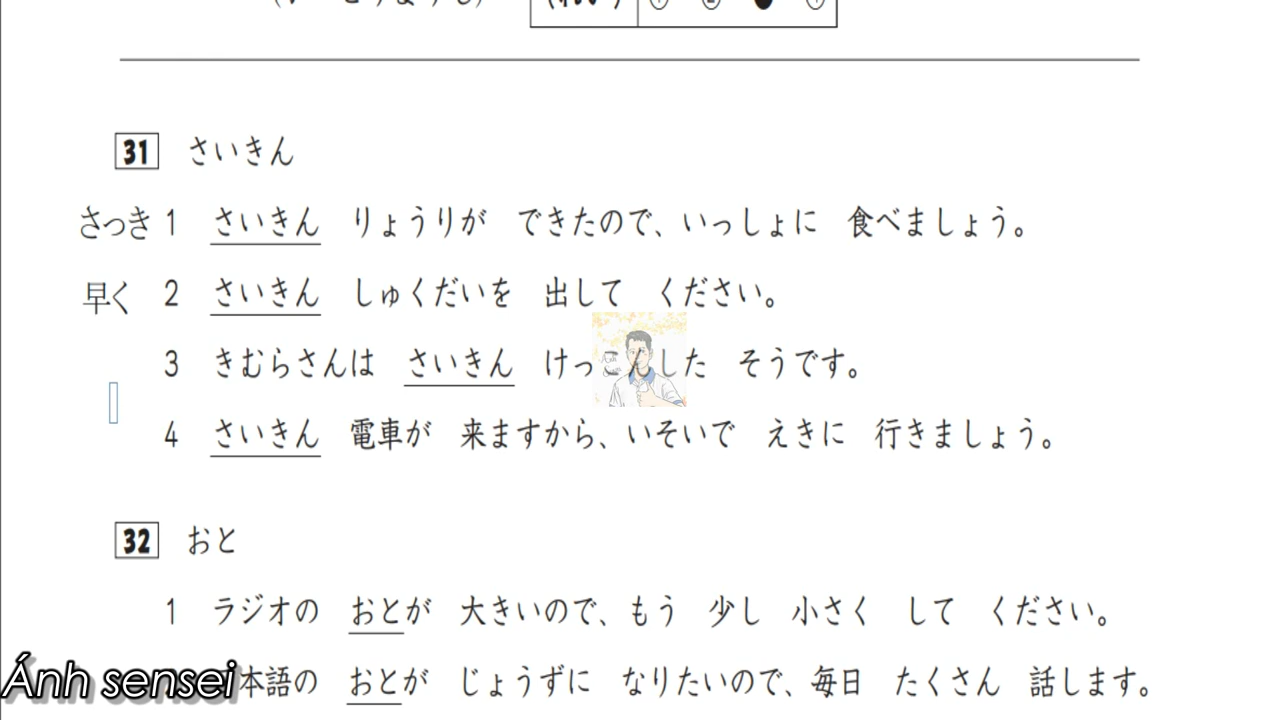 31 さいきん
さっき 1 さいきん りょうりが できたので、いっしょに 食べましょう。
早く 2 さいきん しゅくだいを 出して ください。
3 きむらさんは さいきん けっこんした そうです。
4 さいきん 電車が 来ますから、いそいで えきに 行きましょう。
32 おと
1 ラジオの おとが 大きいので、もう 少し 小さく して ください。
本語の おとが じょうずに なりたいので、毎日 たくさん 話します。
Ánh sensei